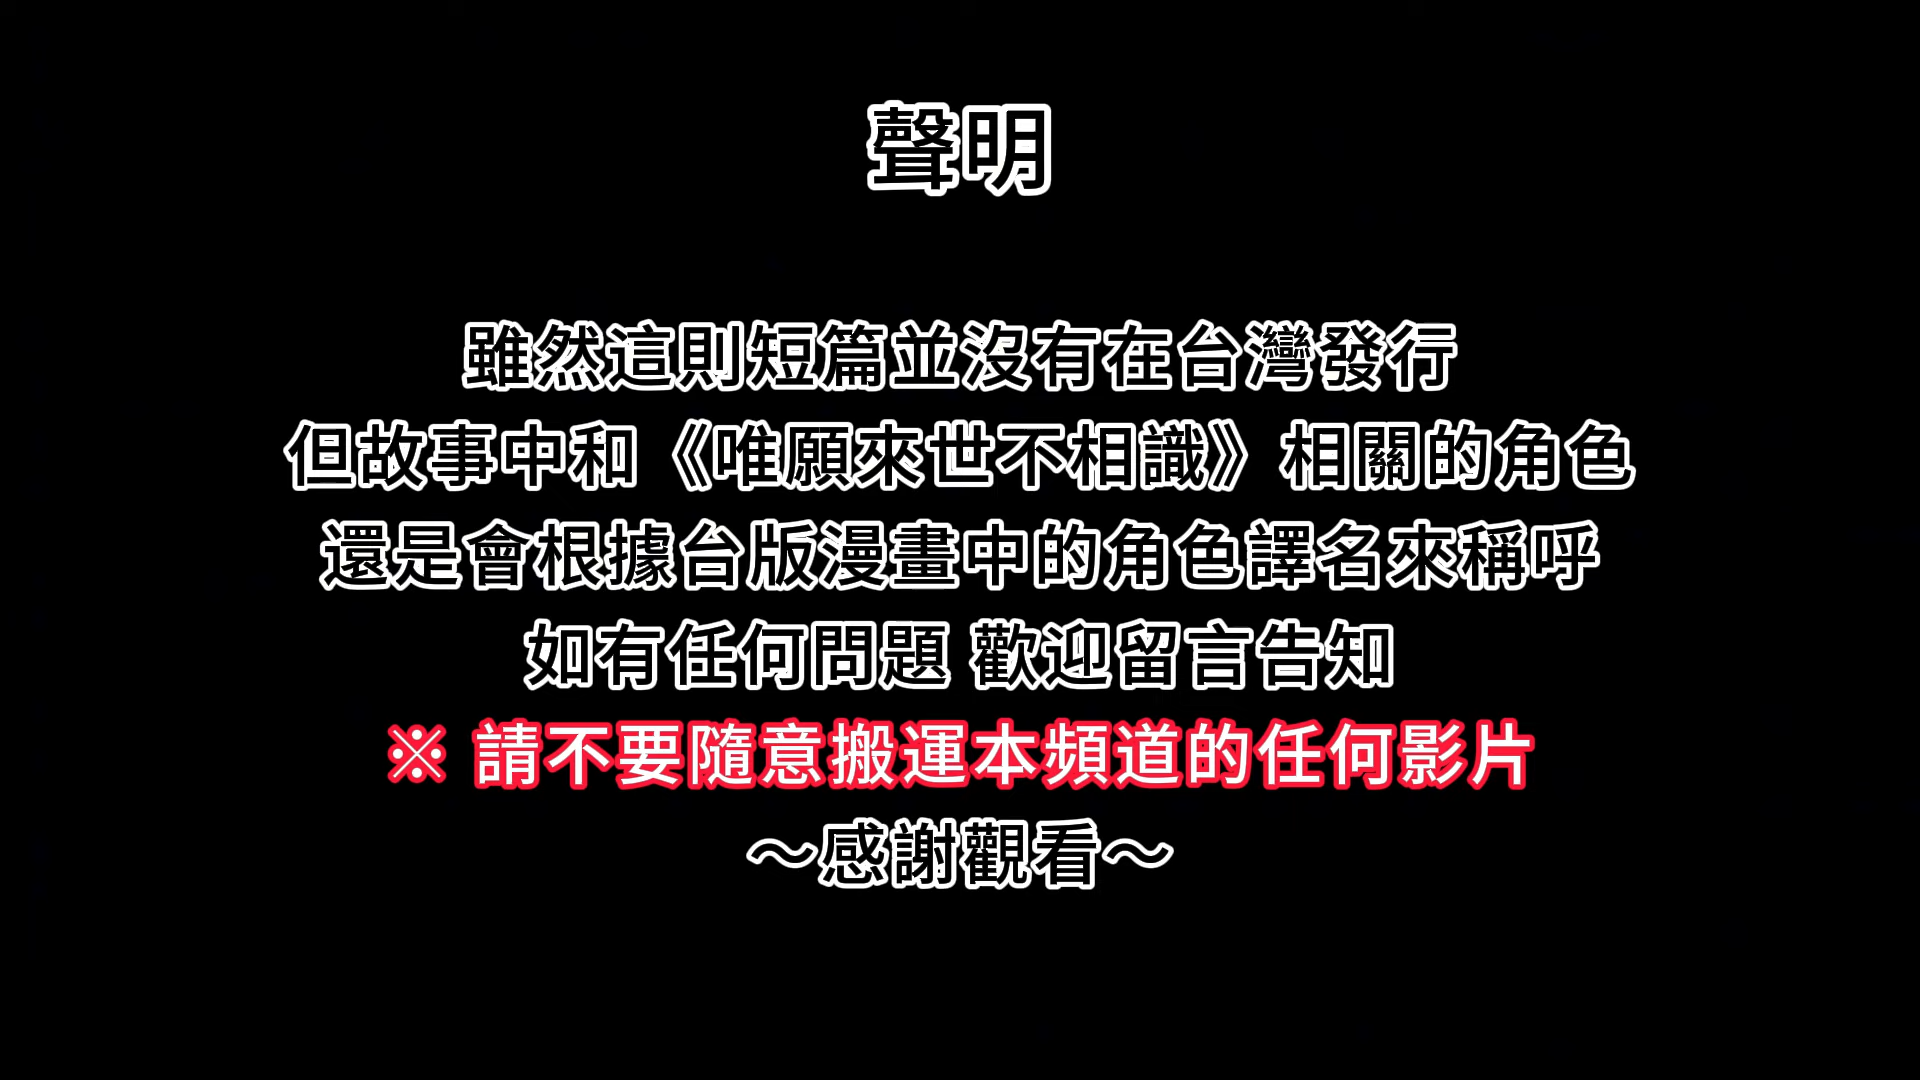 聲明
雖然這則短篇並沒有在台灣發行
但故事中和《唯願來世不相識》相關的角色
還是會根據台版漫畫中的角色譯名來稱呼
如有任何問題 歡迎留言告知
※ 請不要隨意搬運本頻道的任何影片
～感謝觀看～